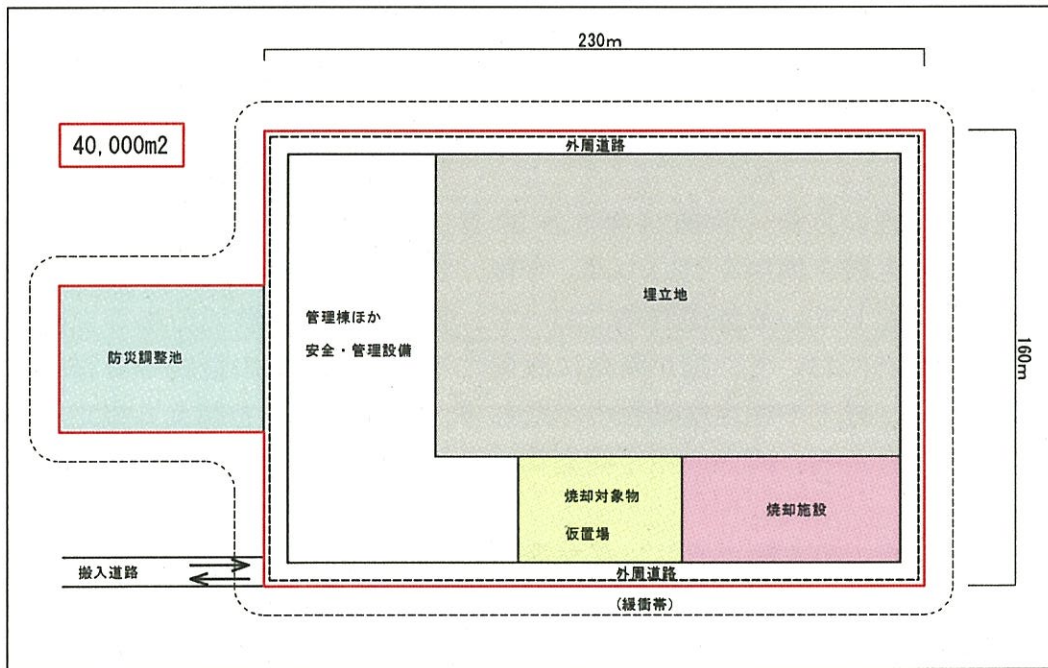 230m
40,000m2
外周道路
埋立地
管理棟ほか
安全・管理設備
防災調整池
160m
焼却対象物
仮置場
焼却施設
搬入道路
外周道路
(緩衝帯)